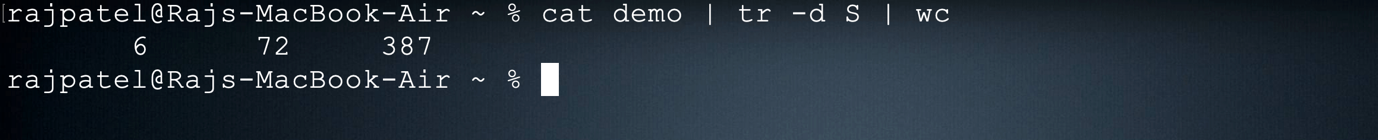 [rajpatel@Rajs-MacBook-Air ~ % cat demo | tr -d S | wc
6 72 387
rajpatel@Rajs-MacBook-Air ~ %